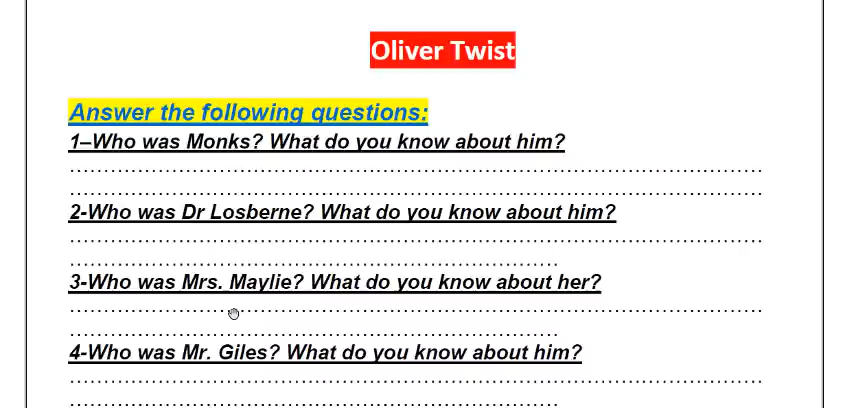 Oliver Twist
Answer the following questions:
1–Who was Monks? What do you know about him?
…………………………………………………………………………………………
…………………………………………………………………………………………
2-Who was Dr Losberne? What do you know about him?
…………………………………………………………………………………………
………………………………………………………………
3-Who was Mrs. Maylie? What do you know about her?
…………………………………………………………………………………………
………………………………………………………………
4-Who was Mr. Giles? What do you know about him?
…………………………………………………………………………………………
………………………………………………………………